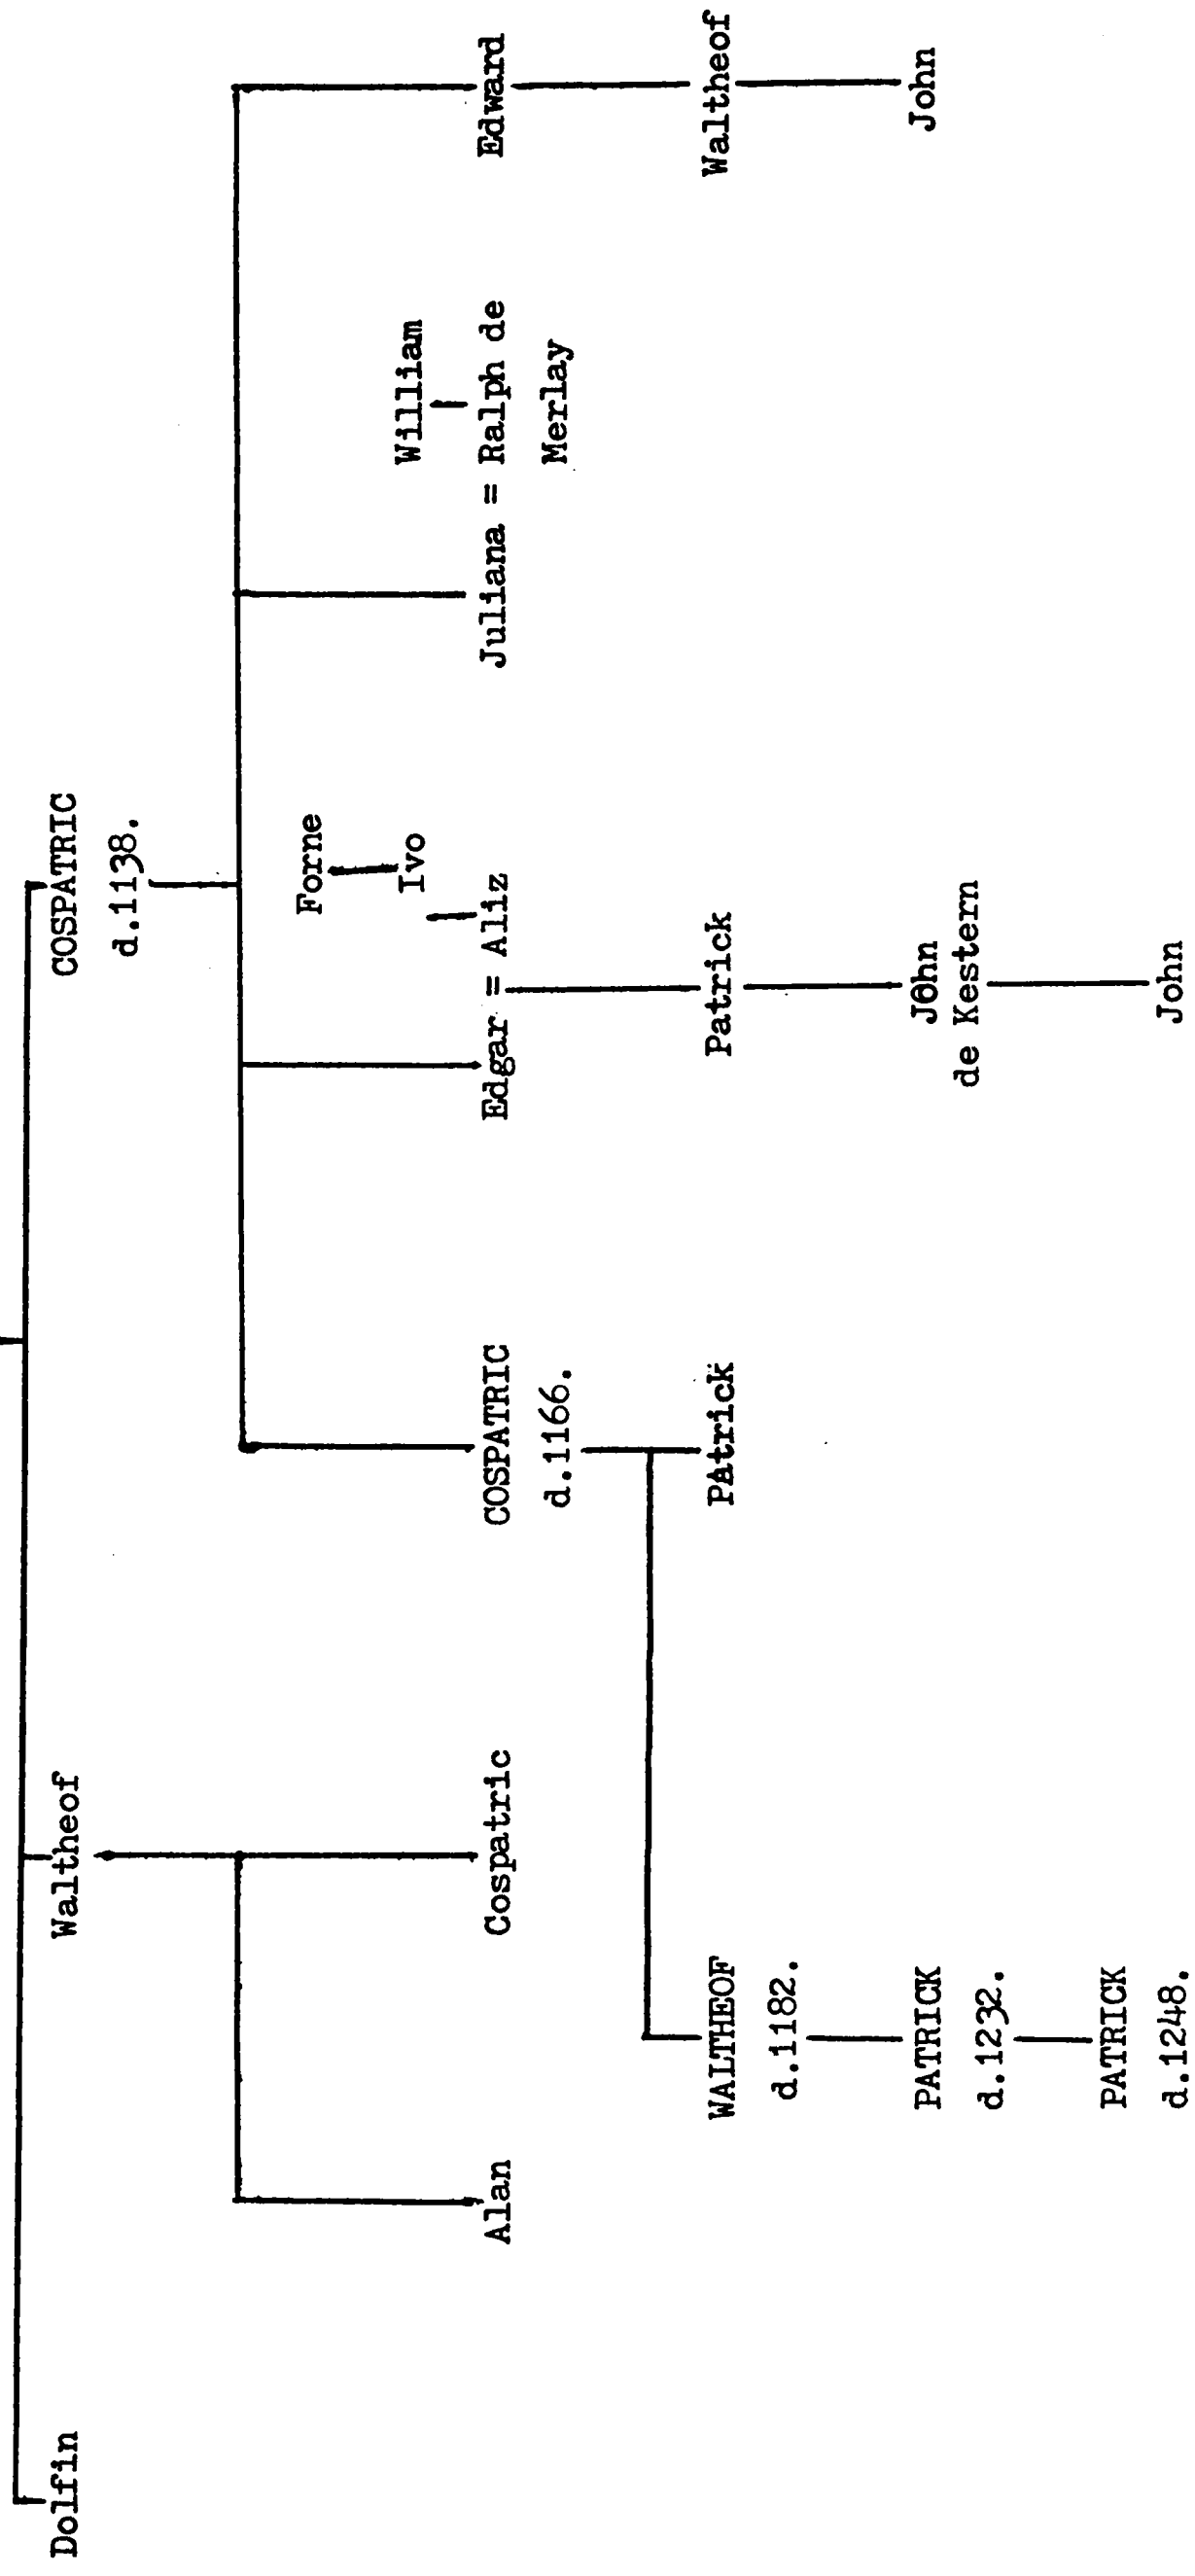 Dolfin
Waltheof
COSPATRIC
d.1138.
Forne
Ivo
William
Alan
Cospatric
COSPATRIC
d.1166.
Edgar = Aliz
Juliana = Ralph de
Merlay
Edward
WALTHEOF
d.1182.
PAtrick
Patrick
Waltheof
PATRICK
d.1232.
John
de Kestern
John
PATRICK
d.1248.
John